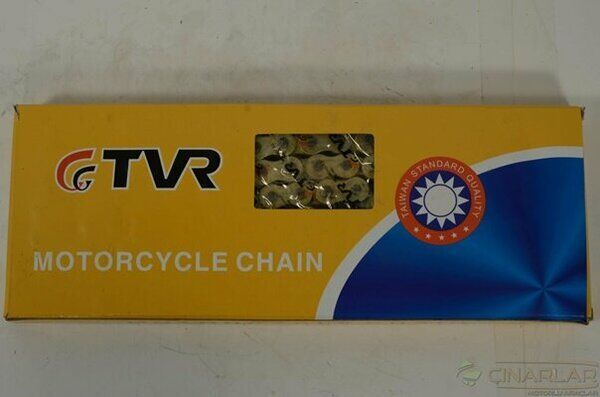 TVR
MOTORCYCLE CHAIN
TAIWAN STANDARD QUALITY
ÇINARLAR